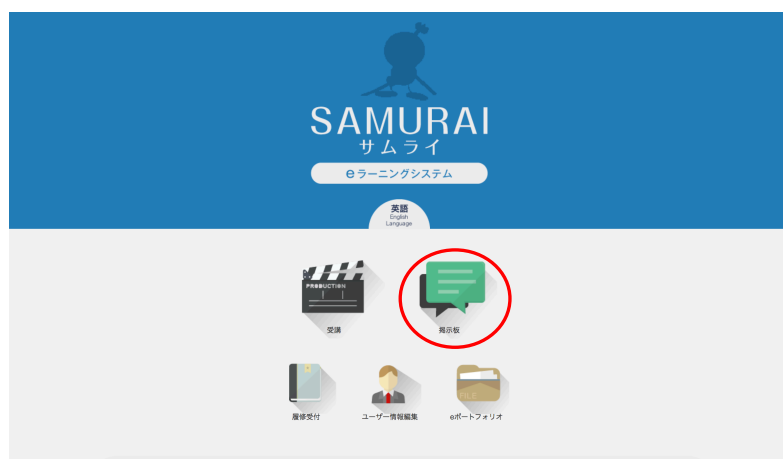 SAMURAI
サムライ
eラーニングシステム
英語
English
Language
PRODUCTION
受講
掲示板
履修受付
ユーザー情報編集
FILE
eポートフォリオ